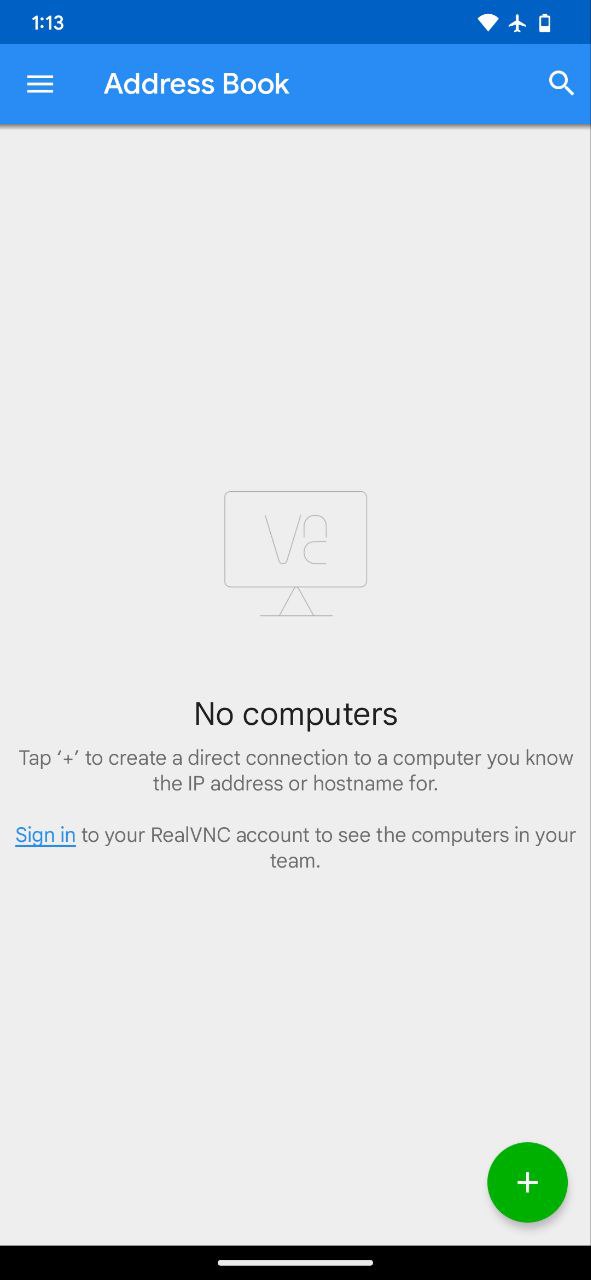 1:13
Address Book
No computers
Tap ‘+’ to create a direct connection to a computer you know
the IP address or hostname for.
Sign in to your RealVNC account to see the computers in your
team.